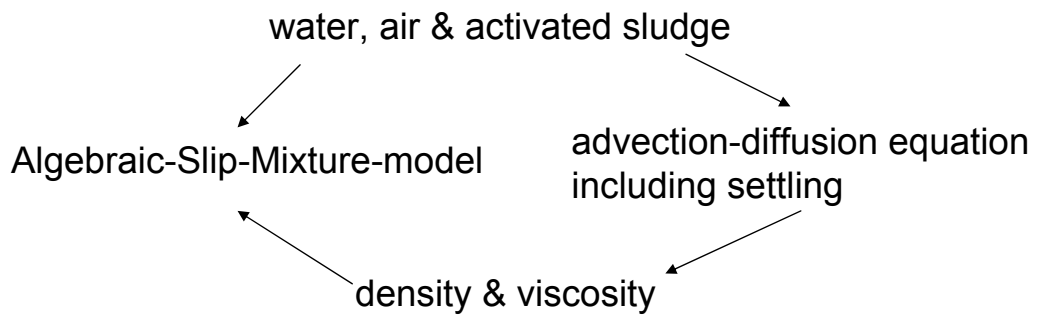 water, air & activated sludge
Algebraic-Slip-Mixture-model
advection-diffusion equation
including settling
density & viscosity